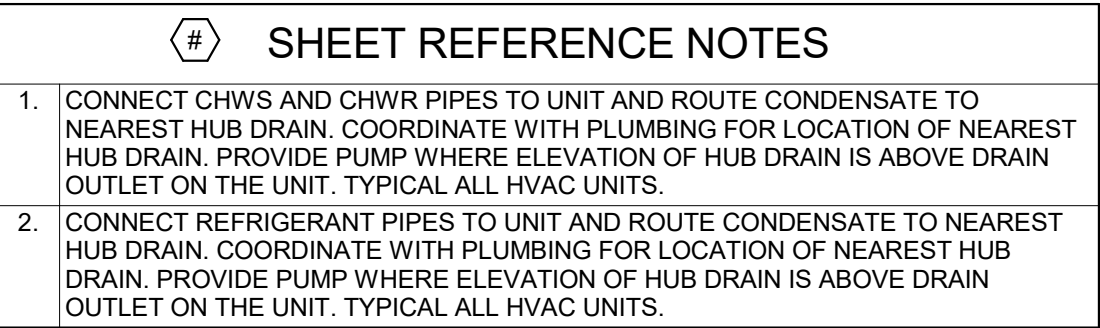 # SHEET REFERENCE NOTES
1. CONNECT CHWS AND CHWR PIPES TO UNIT AND ROUTE CONDENSATE TO
NEAREST HUB DRAIN. COORDINATE WITH PLUMBING FOR LOCATION OF NEAREST
HUB DRAIN. PROVIDE PUMP WHERE ELEVATION OF HUB DRAIN IS ABOVE DRAIN
OUTLET ON THE UNIT. TYPICAL ALL HVAC UNITS.
2. CONNECT REFRIGERANT PIPES TO UNIT AND ROUTE CONDENSATE TO NEAREST
HUB DRAIN. COORDINATE WITH PLUMBING FOR LOCATION OF NEAREST HUB
DRAIN. PROVIDE PUMP WHERE ELEVATION OF HUB DRAIN IS ABOVE DRAIN
OUTLET ON THE UNIT. TYPICAL ALL HVAC UNITS.